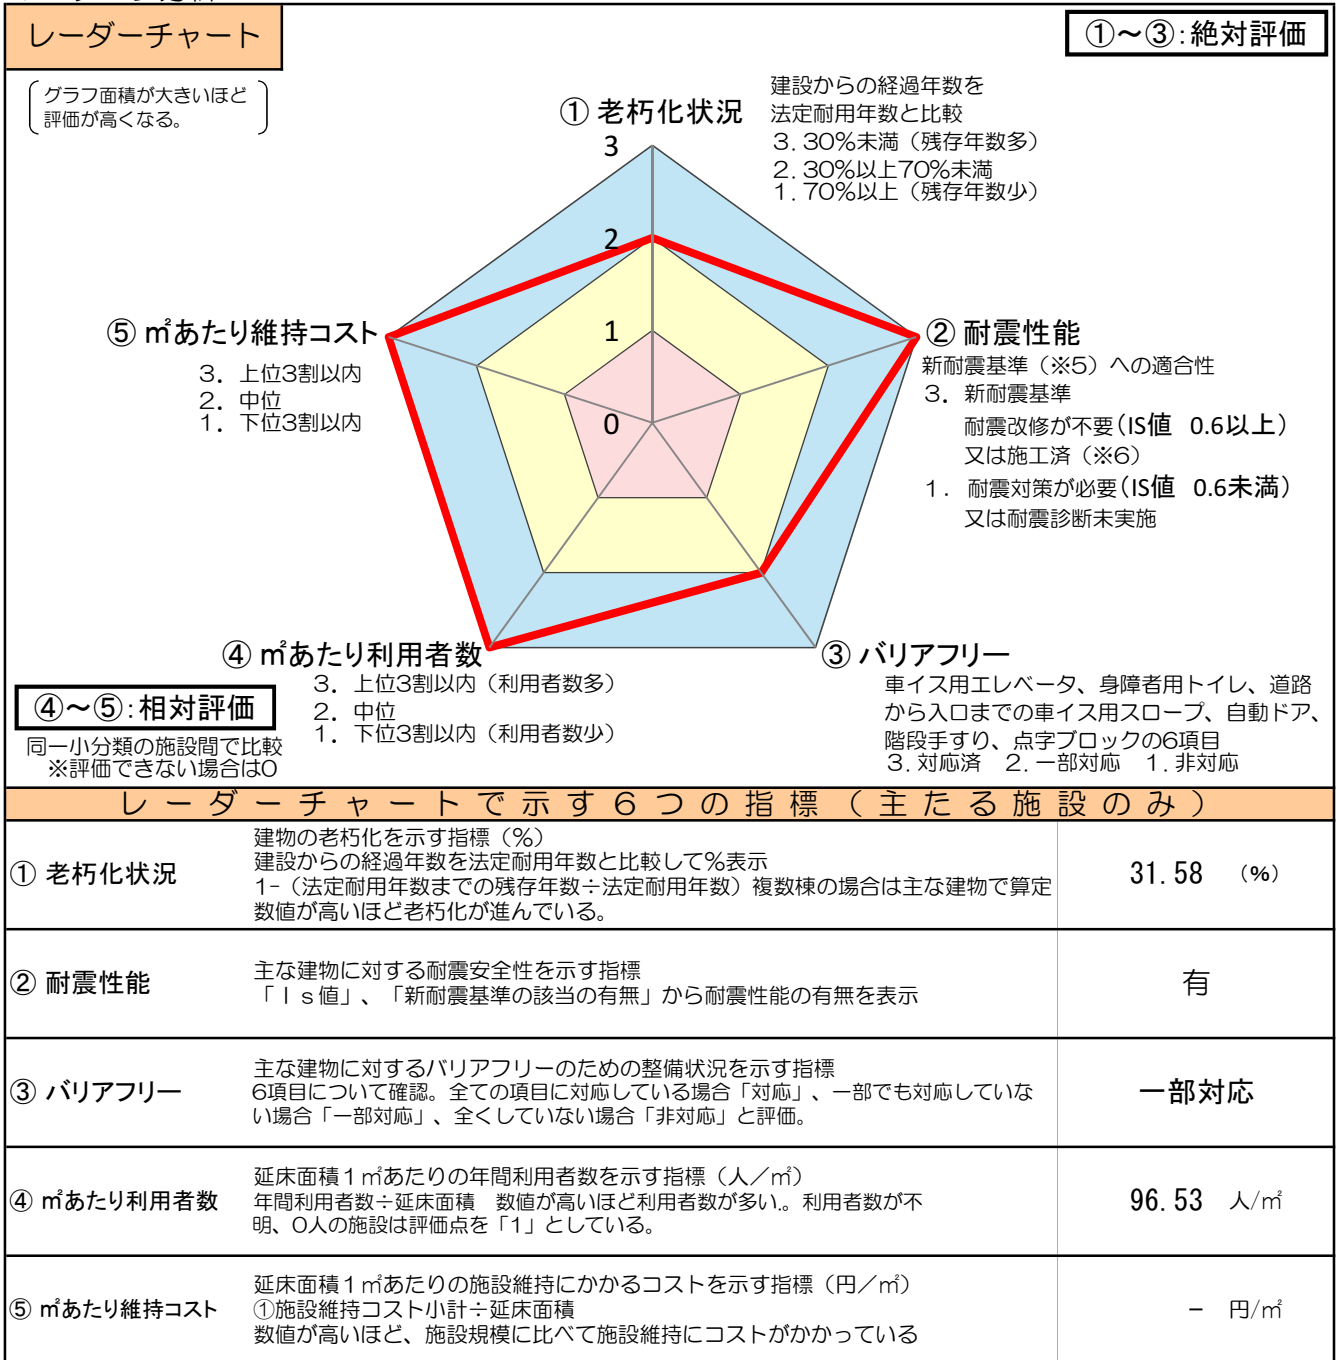 レーダーチャート
①～③:絶対評価
グラフ面積が大きいほど
評価が高くなる。
① 老朽化状況
建設からの経過年数を
法定耐用年数と比較
3. 30%未満（残存年数多）
2. 30%以上70%未満
1. 70%以上（残存年数少）
3
2
1
0
② 耐震性能
新耐震基準（※5）への適合性
3. 新耐震基準
耐震改修が不要(IS値 0.6以上)
又は施工済（※6）
1. 耐震対策が必要(IS値 0.6未満)
又は耐震診断未実施
⑤ ㎡あたり維持コスト
3. 上位3割以内
2. 中位
1. 下位3割以内
④ ㎡あたり利用者数
3. 上位3割以内（利用者数多）
2. 中位
1. 下位3割以内（利用者数少）
③ バリアフリー
車イス用エレベータ、身障者用トイレ、道路
から入口までの車イス用スロープ、自動ドア、
階段手すり、点字ブロックの6項目
3. 対応済 2. 一部対応 1. 非対応
④～⑤:相対評価
同一小分類の施設間で比較
※評価できない場合は0
レーダーチャートで示す6つの指標（主たる施設のみ）
① 老朽化状況
建物の老朽化を示す指標（%）
建設からの経過年数を法定耐用年数と比較して%表示
1-（法定耐用年数までの残存年数÷法定耐用年数）複数棟の場合は主な建物で算定
数値が高いほど老朽化が進んでいる。
31.58 （%）
② 耐震性能
主な建物に対する耐震安全性を示す指標
「Ｉｓ値」、「新耐震基準の該当の有無」から耐震性能の有無を表示
有
③ バリアフリー
主な建物に対するバリアフリーのための整備状況を示す指標
6項目について確認。全ての項目に対応している場合「対応」、一部でも対応していな
い場合「一部対応」、全くしていない場合「非対応」と評価。
一部対応
④ ㎡あたり利用者数
延床面積１㎡あたりの年間利用者数を示す指標（人／㎡）
年間利用者数÷延床面積 数値が高いほど利用者数が多い。利用者数が不
明、0人の施設は評価点を「1」としている。
96.53 人/㎡
⑤ ㎡あたり維持コスト
延床面積１㎡あたりの施設維持にかかるコストを示す指標（円／㎡）
①施設維持コスト小計÷延床面積
数値が高いほど、施設規模に比べて施設維持にコストがかかっている
－ 円/㎡